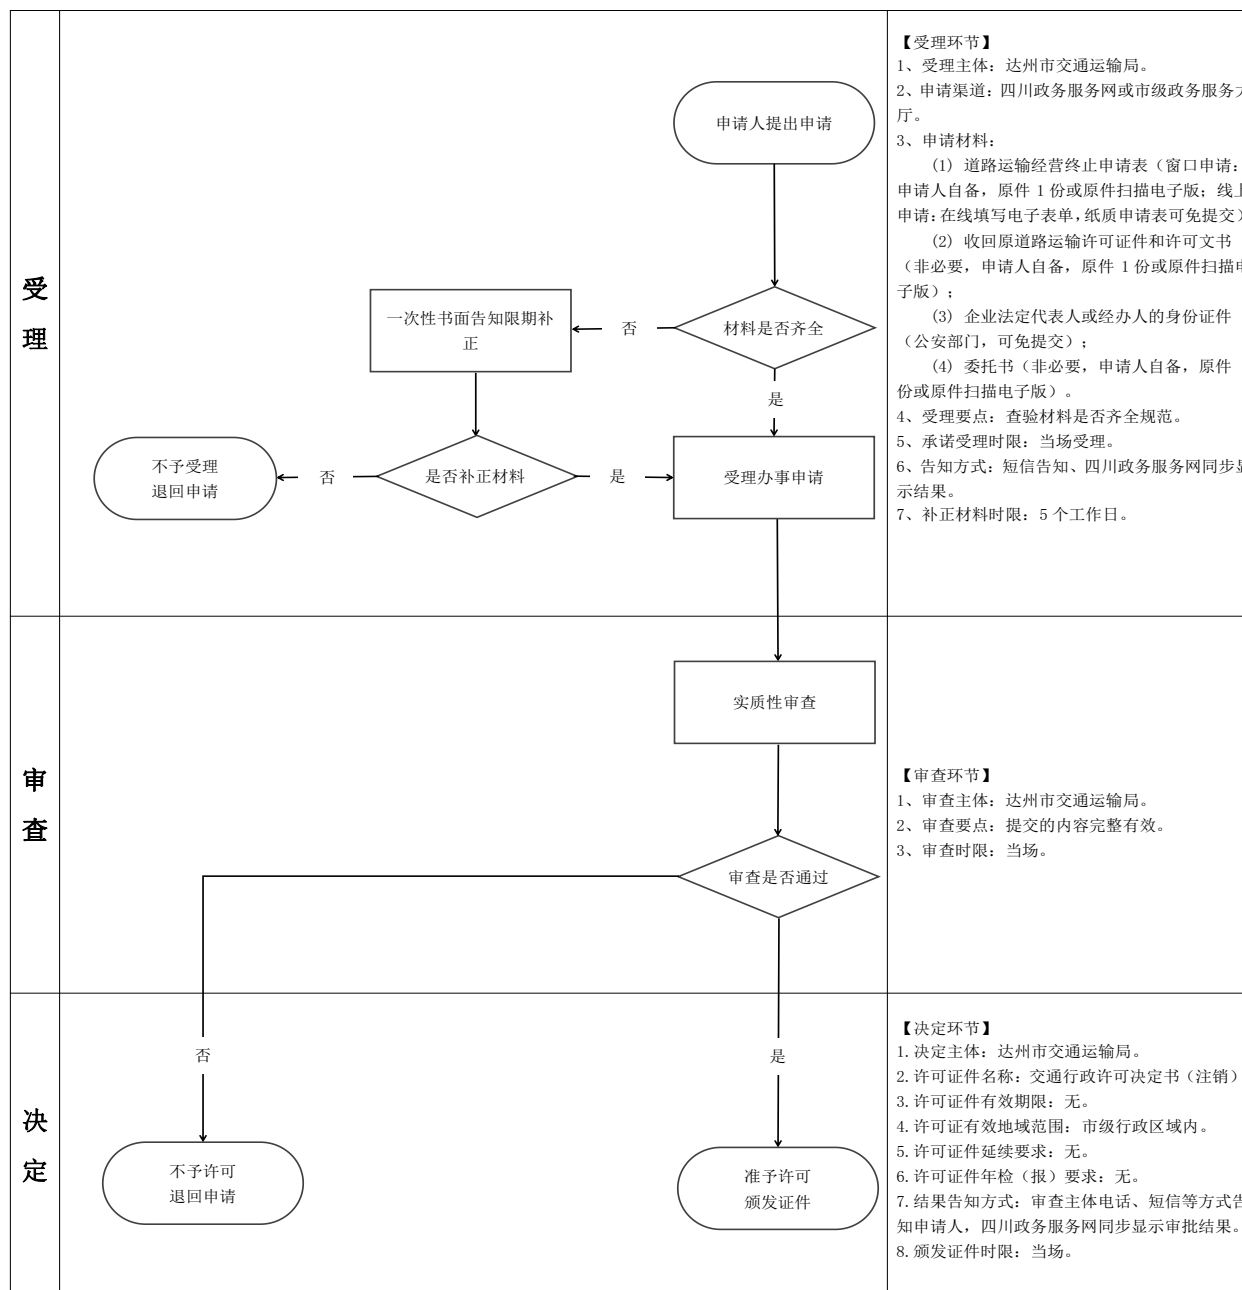 受
理
申请人提出申请
材料是否齐全
否
一次性书面告知限期补
正
是
是否补正材料
否
不予受理
退回申请
是
受理办事申请
【受理环节】
1、受理主体：达州市交通运输局。
2、申请渠道：四川政务服务网或市级政务服务大
厅。
3、申请材料：
(1) 道路运输经营终止申请表（窗口申请：
申请人自备，原件 1 份或原件扫描电子版；线上
申请：在线填写电子表单，纸质申请表可免提交）
(2) 收回原道路运输许可证件和许可文书
（非必要，申请人自备，原件 1 份或原件扫描电
子版）；
(3) 企业法定代表人或经办人的身份证件
（公安部门，可免提交）；
(4) 委托书（非必要，申请人自备，原件
份或原件扫描电子版）。
4、受理要点：查验材料是否齐全规范。
5、承诺受理时限：当场受理。
6、告知方式：短信告知、四川政务服务网同步显
示结果。
7、补正材料时限：5 个工作日。
审
查
实质性审查
审查是否通过
【审查环节】
1、审查主体：达州市交通运输局。
2、审查要点：提交的内容完整有效。
3、审查时限：当场。
决
定
否
不予许可
退回申请
是
准予许可
颁发证件
【决定环节】
1.决定主体：达州市交通运输局。
2.许可证件名称：交通行政许可决定书（注销）
3.许可证件有效期限：无。
4.许可证有效地域范围：市级行政区域内。
5.许可证件延续要求：无。
6.许可证件年检（报）要求：无。
7.结果告知方式：审查主体电话、短信等方式告
知申请人，四川政务服务网同步显示审批结果。
8.颁发证件时限：当场。